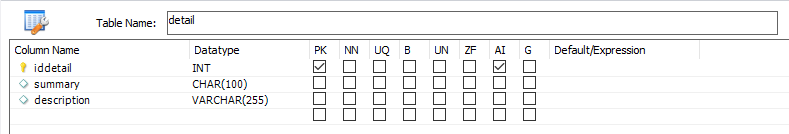 Table Name: detail
Column Name Datatype PK NN UQ B UN ZF AI G Default/Expression
iddetail INT
summary CHAR(100)
description VARCHAR(255)